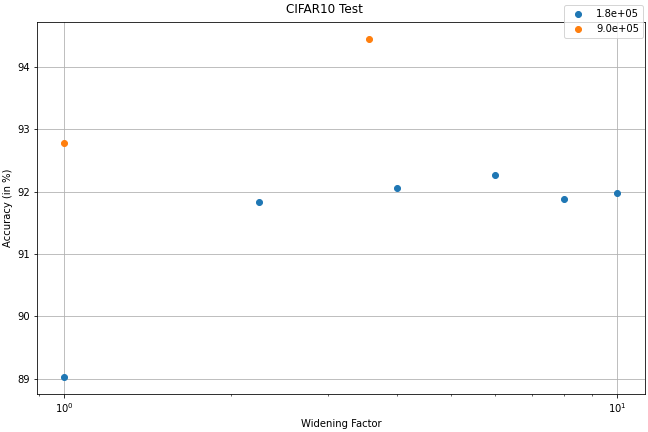 CIFAR10 Test
1.8e+05
9.0e+05
94
93
92
91
90
89
Accuracy (in %)
10⁰
10¹
Widening Factor